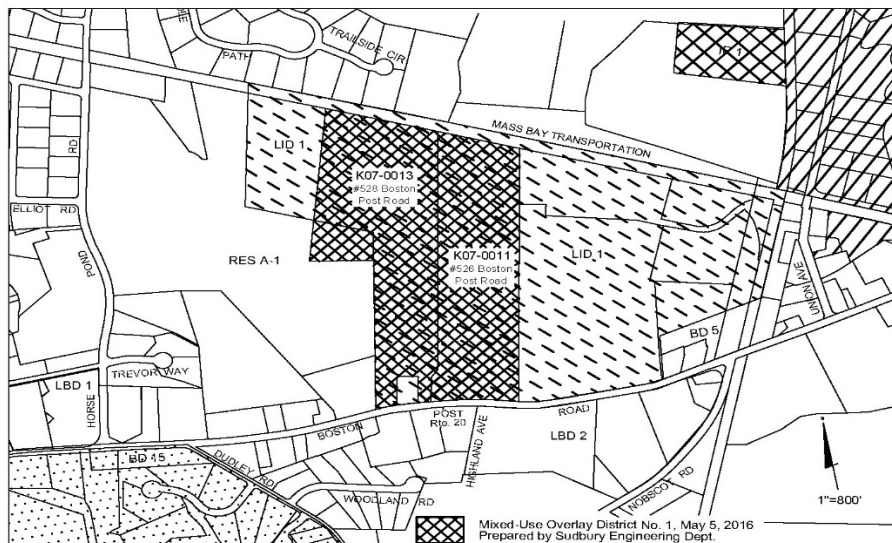 PATH
TRAILSIDE CIR
IP 1
MASS BAY TRANSPORTATION
RD
LID 1
K07-0013
#528 Boston
Post Road
ELLIOT RD
POND
RES A-1
K07-0011
#526 Boston
Post Road
LID 1
UNION AVE
BD 5
TREVOR WAY
LBD 1
HORSE
POST
Rte. 20
ROAD
BOSTON
HIGHLAND AVE
LBD 2
BD 15
DUDLEY RD
WOODLAND RD
NOBSCOT RD
1"=800'
Mixed-Use Overlay District No. 1, May 5, 2016
Prepared by Sudbury Engineering Dept.